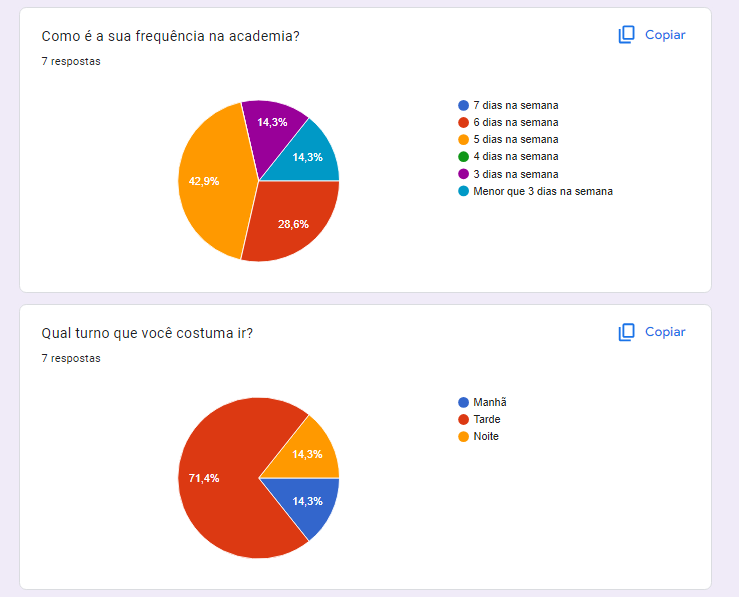 Como é a sua frequência na academia?
Copiar
7 respostas
7 dias na semana
6 dias na semana
5 dias na semana
4 dias na semana
3 dias na semana
Menor que 3 dias na semana
14,3%
14,3%
42,9%
28,6%
Qual turno que você costuma ir?
Copiar
7 respostas
Manhã
Tarde
Noite
14,3%
71,4%
14,3%